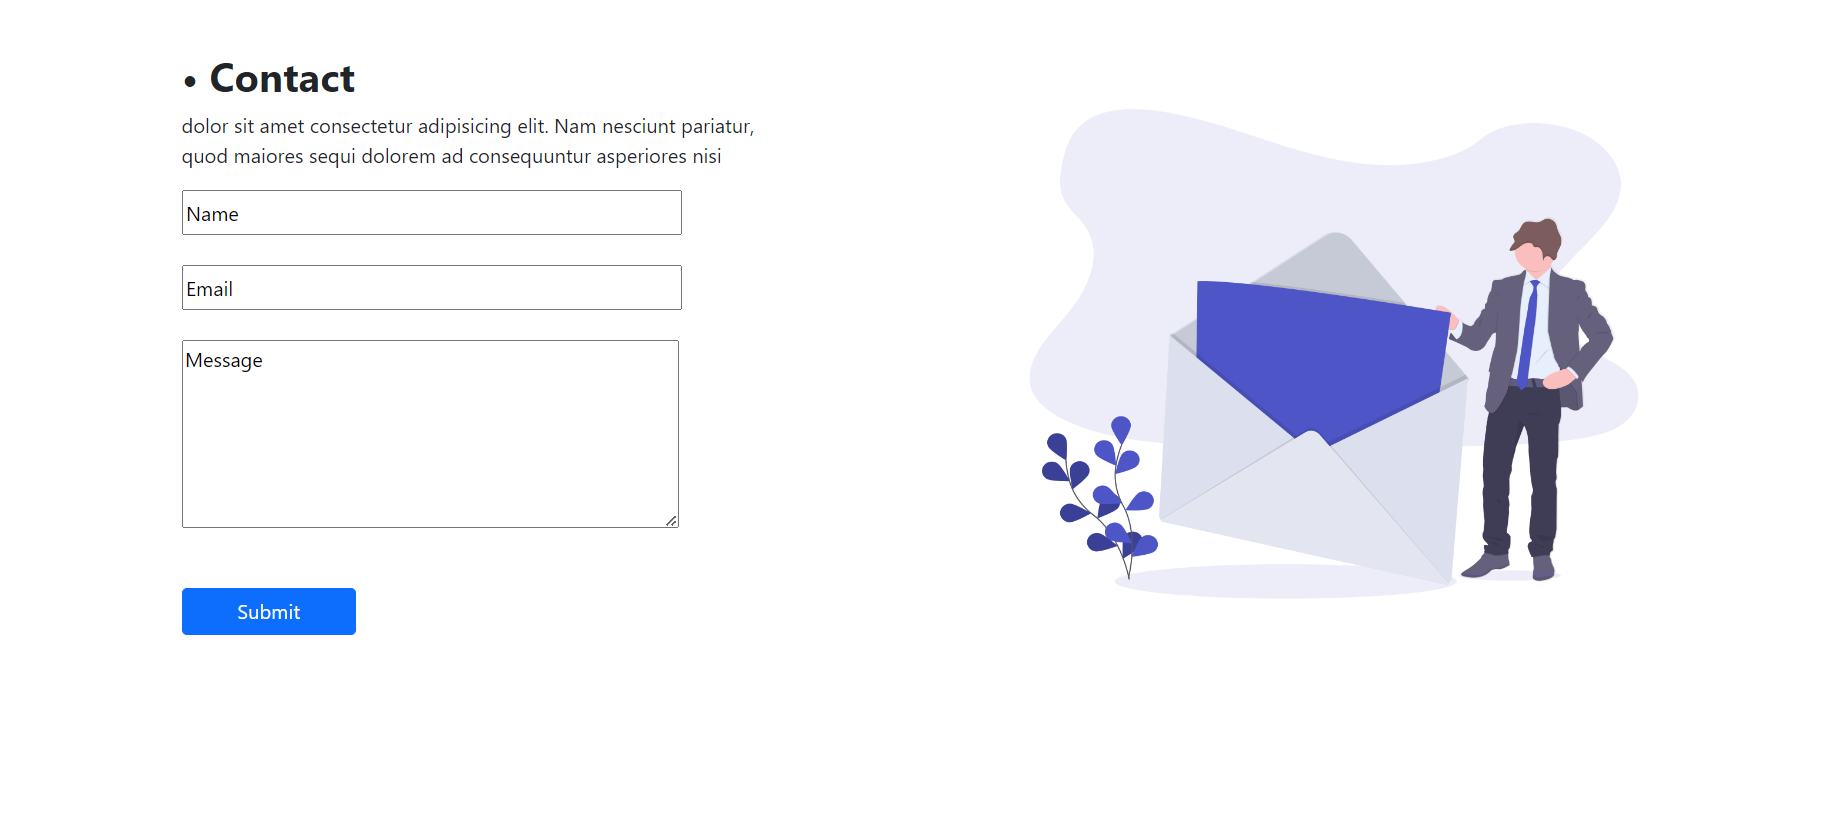 • Contact
dolor sit amet consectetur adipisicing elit. Nam nesciunt pariatur,
quod maiores sequi dolorem ad consequuntur asperiores nisi
Name
Email
Message
Submit